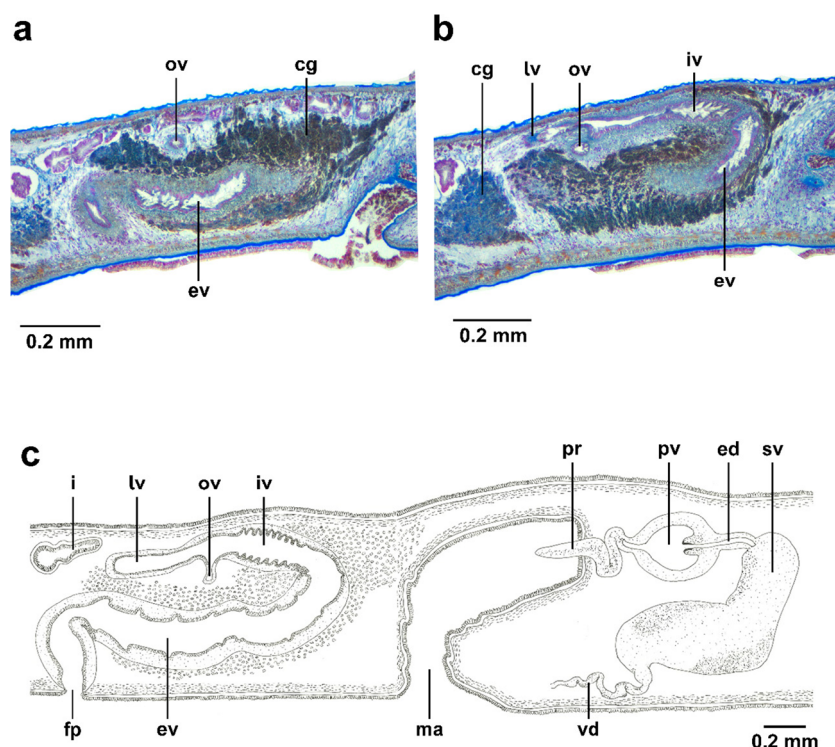 a
ov cg
ev
0.2 mm
b
cg lv ov iv
ev
0.2 mm
c
i lv ov iv pr pv ed sv
fp ev ma vd
0.2 mm